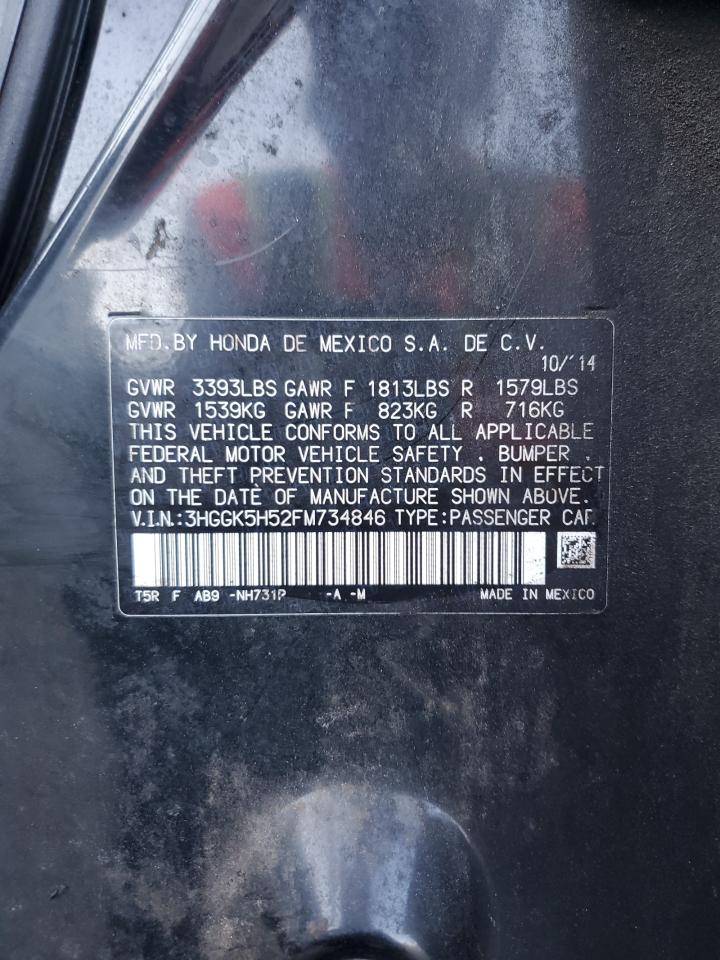 MFD.BY HONDA DE MEXICO S.A. DE C.V.
10/'14
GVWR 3393LBS GAWR F 1813LBS R 1579LBS
GVWR 1539KG GAWR F 823KG R 716KG
THIS VEHICLE CONFORMS TO ALL APPLICABLE
FEDERAL MOTOR VEHICLE SAFETY , BUMPER ,
AND THEFT PREVENTION STANDARDS IN EFFECT
ON THE DATE OF MANUFACTURE SHOWN ABOVE.
V.I.N.:3HGGK5H52FM734846 TYPE:PASSENGER CAR
T5R F AB9 -NH731P -A -M MADE IN MEXICO